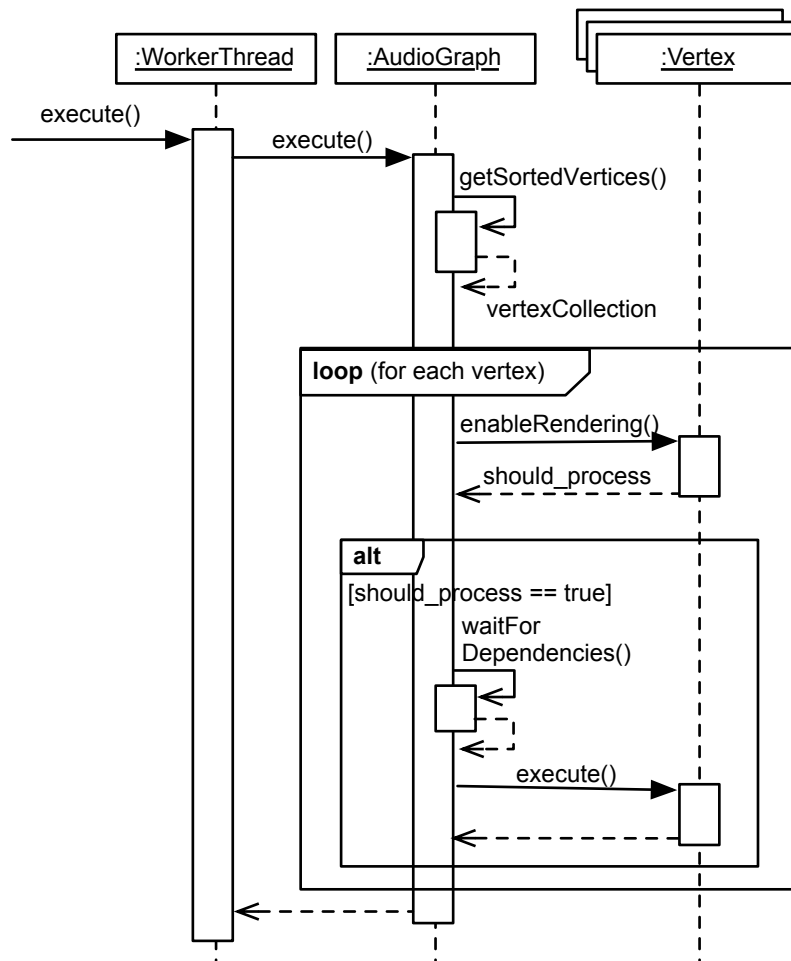 :WorkerThread
:AudioGraph
:Vertex
execute()
execute()
getSortedVertices()
vertexCollection
loop (for each vertex)
enableRendering()
should_process
alt
[should_process == true]
waitFor
Dependencies()
execute()